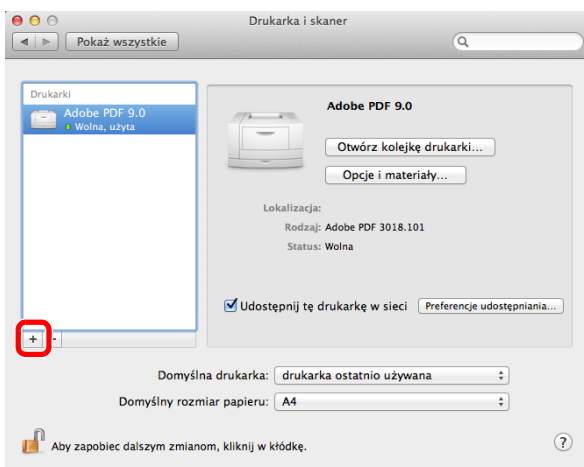 Drukarka i skaner
Pokaż wszystkie
Drukarki
Adobe PDF 9.0
Wolna, użyta
Adobe PDF 9.0
Otwórz kolejkę drukarki...
Opcje i materiały...
Lokalizacja:
Rodzaj: Adobe PDF 3018.101
Status: Wolna
Udostępnij tę drukarkę w sieci Preferencje udostępniania...
+ -
Domyślna drukarka: drukarka ostatnio używana
Domyślny rozmiar papieru: A4
Aby zapobiec dalszym zmianom, kliknij w kłódkę. ?